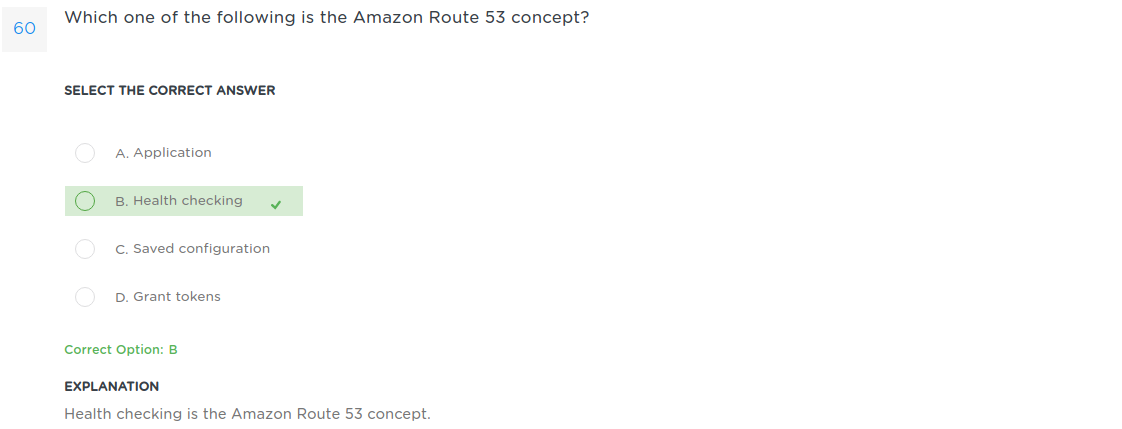 60
Which one of the following is the Amazon Route 53 concept?
SELECT THE CORRECT ANSWER
A. Application
B. Health checking
C. Saved configuration
D. Grant tokens
Correct Option: B
EXPLANATION
Health checking is the Amazon Route 53 concept.